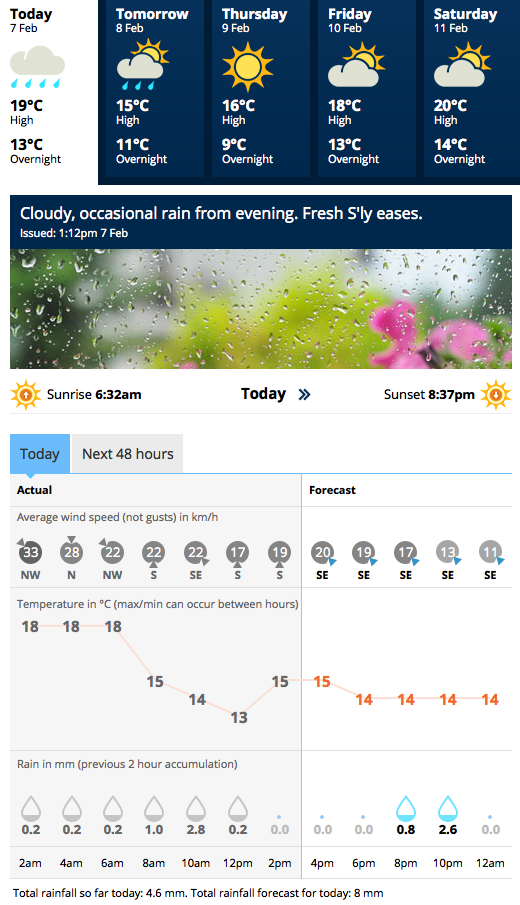 Today Tomorrow Thursday Friday Saturday
7 Feb 8 Feb 9 Feb 10 Feb 11 Feb
19°C 15°C 16°C 18°C 20°C
High High High High High
13°C 11°C 9°C 13°C 14°C
Overnight Overnight Overnight Overnight Overnight
Cloudy, occasional rain from evening. Fresh S'ly eases.
Issued: 1:12pm 7 Feb
Sunrise 6:32am Today » Sunset 8:37pm
Today Next 48 hours
Actual Forecast
Average wind speed (not gusts) in km/h
33 28 22 22 22 17 19 20 19 17 13 11
NW N NW S SE S S SE SE SE SE SE
Temperature in °C (max/min can occur between hours)
18 18 18 15 14 13 15 15 14 14 14 14
Rain in mm (previous 2 hour accumulation)
0.2 0.2 0.2 1.0 2.8 0.2 0.0 0.0 0.0 0.8 2.6 0.0
2am 4am 6am 8am 10am 12pm 2pm 4pm 6pm 8pm 10pm 12am
Total rainfall so far today: 4.6 mm. Total rainfall forecast for today: 8 mm